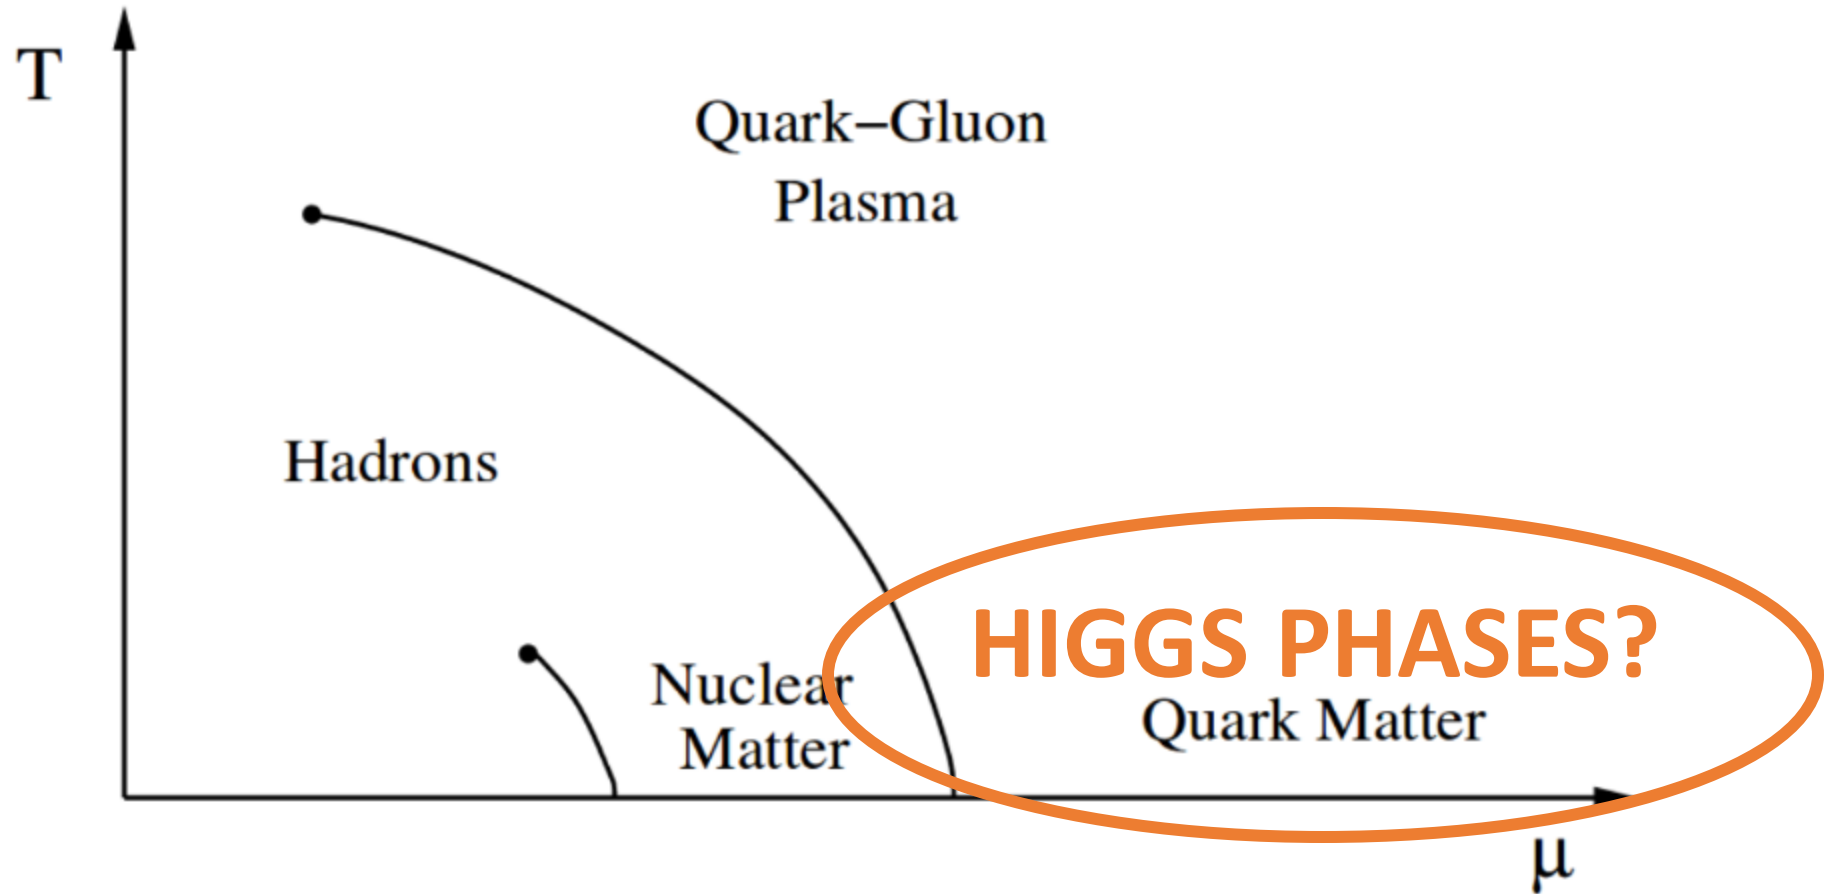 T
Quark–Gluon
Plasma
Hadrons
HIGGS PHASES?
Nuclear
Matter
Quark Matter
μ